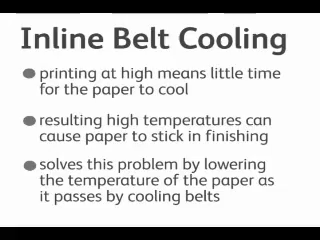 Inline Belt Cooling
printing at high means little time
for the paper to cool
resulting high temperatures can
cause paper to stick in finishing
solves this problem by lowering
the temperature of the paper as
it passes by cooling belts